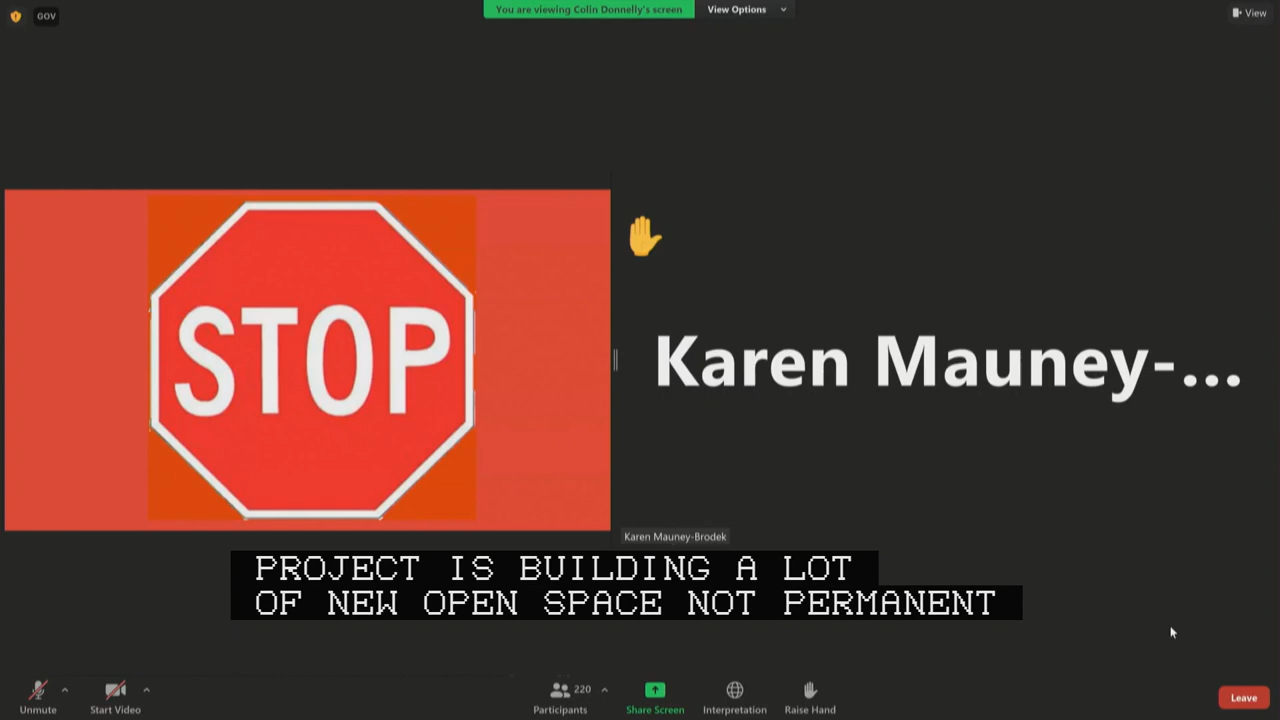 GOV
You are viewing Colin Donnelly's screen
View Options
View
STOP
Karen Mauney-...
Karen Mauney-Brodek
PROJECT IS BUILDING A LOT
OF NEW OPEN SPACE NOT PERMANENT
Unmute
Start Video
220
Participants
Share Screen
Interpretation
Raise Hand
Leave